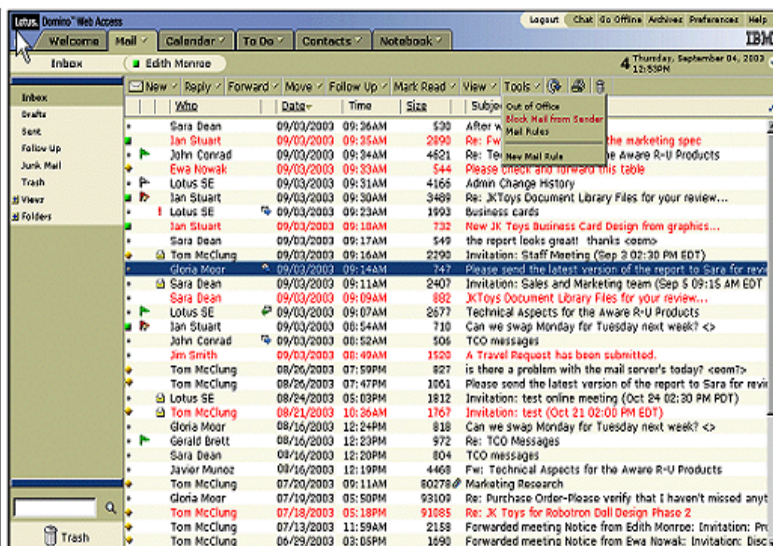 Lotus. Domino™ Web Access
Logout Chat Go Offline Archives Preferences Help
Welcome Mail Calendar To Do Contacts Notebook IBM
Inbox Edith Monroe 4 Thursday, September 04, 2003
12:53PM
New Reply Forward Move Follow Up Mark Read View Tools
Inbox
Drafts
Sent
Follow Up
Junk Mail
Trash
Views
Folders
Trash
Who Date Time Size Subje
Out of Office
Block Mail from Sender
Mail Rules
New Mail Rule
Sara Dean 09/03/2003 09:36AM 530 After w
Ian Stuart 09/03/2003 09:35AM 2890 Re: Fw the marketing spec
John Conrad 09/03/2003 09:34AM 4621 Re: Te he Aware R-U Products
Ewa Nowak 09/03/2003 09:33AM 544 Please check and forward this table
Lotus SE 09/03/2003 09:31AM 4166 Admin Change History
Ian Stuart 09/03/2003 09:30AM 3489 Re: JKToys Document Library Files for your review...
! Lotus SE 09/03/2003 09:23AM 1993 Business cards
Ian Stuart 09/03/2003 09:18AM 732 New JK Toys Business Card Design from graphics...
Sara Dean 09/03/2003 09:17AM 549 the report looks great! thanks <eom>
Tom McClung 09/03/2003 09:16AM 2290 Invitation: Staff Meeting (Sep 3 02:30 PM EDT)
Gloria Moor 09/03/2003 09:14AM 747 Please send the latest version of the report to Sara for revie
Sara Dean 09/03/2003 09:11AM 2407 Invitation: Sales and Marketing team (Sep 5 09:15 AM EDT
Sara Dean 09/03/2003 09:09AM 882 JKToys Document Library Files for your review...
Lotus SE 09/03/2003 09:07AM 2677 Technical Aspects for the Aware R-U Products
Ian Stuart 09/03/2003 08:54AM 710 Can we swap Monday for Tuesday next week? <>
John Conrad 09/03/2003 08:52AM 506 TCO messages
Jim Smith 09/03/2003 08:49AM 1520 A Travel Request has been submitted.
Tom McClung 08/26/2003 07:59PM 827 is there a problem with the mail server's today? <eom?>
Tom McClung 08/26/2003 07:47PM 1061 Please send the latest version of the report to Sara for revi
Lotus SE 08/24/2003 05:03PM 1812 Invitation: test online meeting (Oct 24 02:30 PM PDT)
Tom McClung 08/21/2003 10:36AM 1767 Invitation: test (Oct 21 02:00 PM EDT)
Gloria Moor 08/16/2003 12:24PM 818 Can we swap Monday for Tuesday next week? <>
Gerald Brett 08/16/2003 12:23PM 972 Re: TCO Messages
Sara Dean 08/16/2003 12:20PM 804 TCO messages
Javier Munoz 08/16/2003 12:19PM 4468 Fw: Technical Aspects for the Aware R-U Products
Tom McClung 07/20/2003 09:11AM 80278 Marketing Research
Gloria Moor 07/19/2003 05:50PM 93109 Re: Purchase Order-Please verify that I haven't missed anyt
Tom McClung 07/18/2003 05:18PM 91085 Re: JK Toys for Robotron Doll Design Phase 2
Tom McClung 07/13/2003 11:59AM 2158 Forwarded meeting Notice from Edith Monroe: Invitation: Pro
Tom McClung 06/29/2003 03:05PM 1690 Forwarded meeting Notice from Ewa Nowak: Invitation: Disc